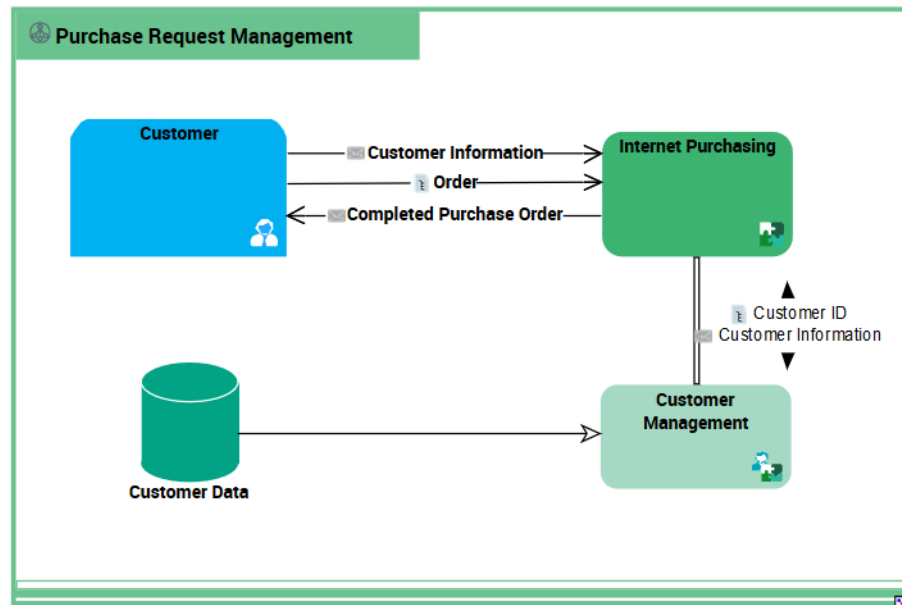 Purchase Request Management
Customer
Internet Purchasing
Customer Information
Order
Completed Purchase Order
Customer ID
Customer Information
Customer
Management
Customer Data